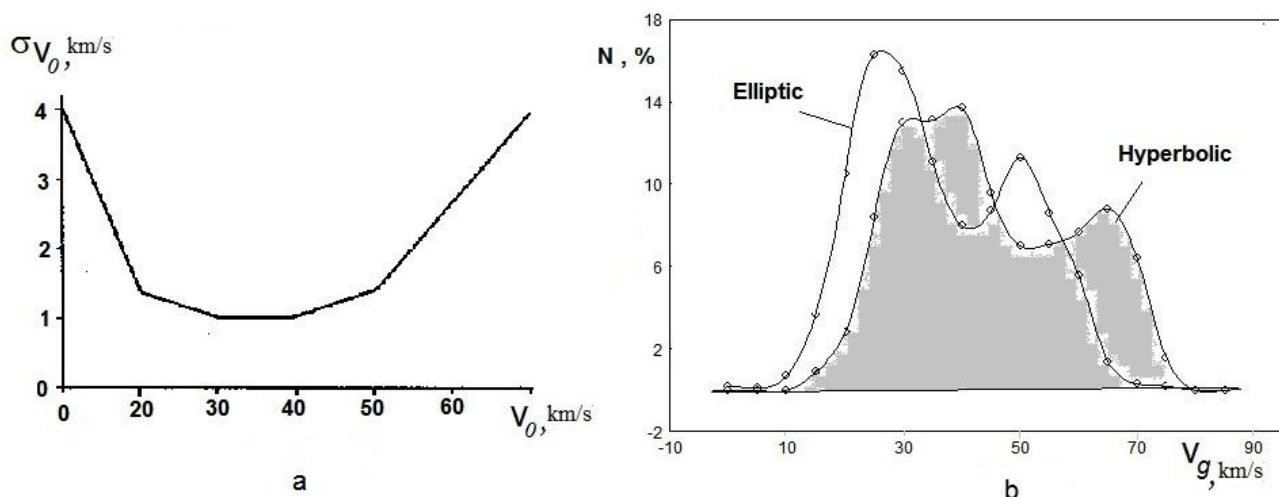 σV₀, km/s
4
3
2
1
0
0 20 30 40 50 60 V₀, km/s
a
18
N , %
14
10
6
2
-2
Elliptic
Hyperbolic
-10 10 30 50 70 90
Vg, km/s
b